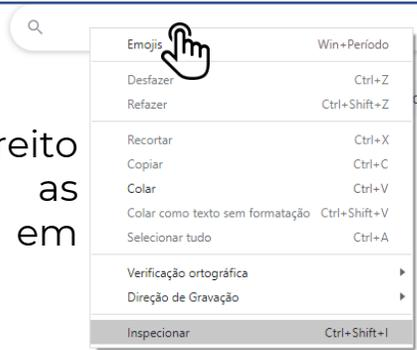 Emojis Win+Período
Desfazer Ctrl+Z
Refazer Ctrl+Shift+Z
Recortar Ctrl+X
reito
Copiar Ctrl+C
as
Colar Ctrl+V
Colar como texto sem formatação Ctrl+Shift+V
em
Selecionar tudo Ctrl+A
Verificação ortográfica
Direção de Gravação
Inspecionar Ctrl+Shift+I